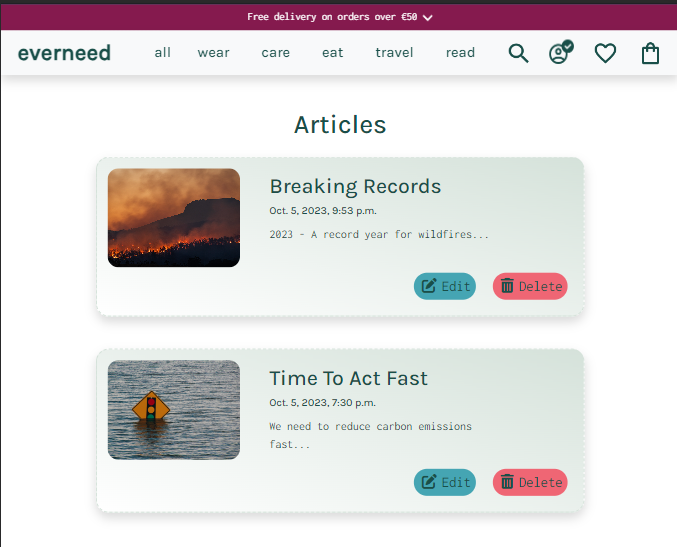 Free delivery on orders over €50
everneed
all wear care eat travel read
Articles
Breaking Records
Oct. 5, 2023, 9:53 p.m.
2023 - A record year for wildfires...
Edit Delete
Time To Act Fast
Oct. 5, 2023, 7:30 p.m.
We need to reduce carbon emissions
fast...
Edit Delete